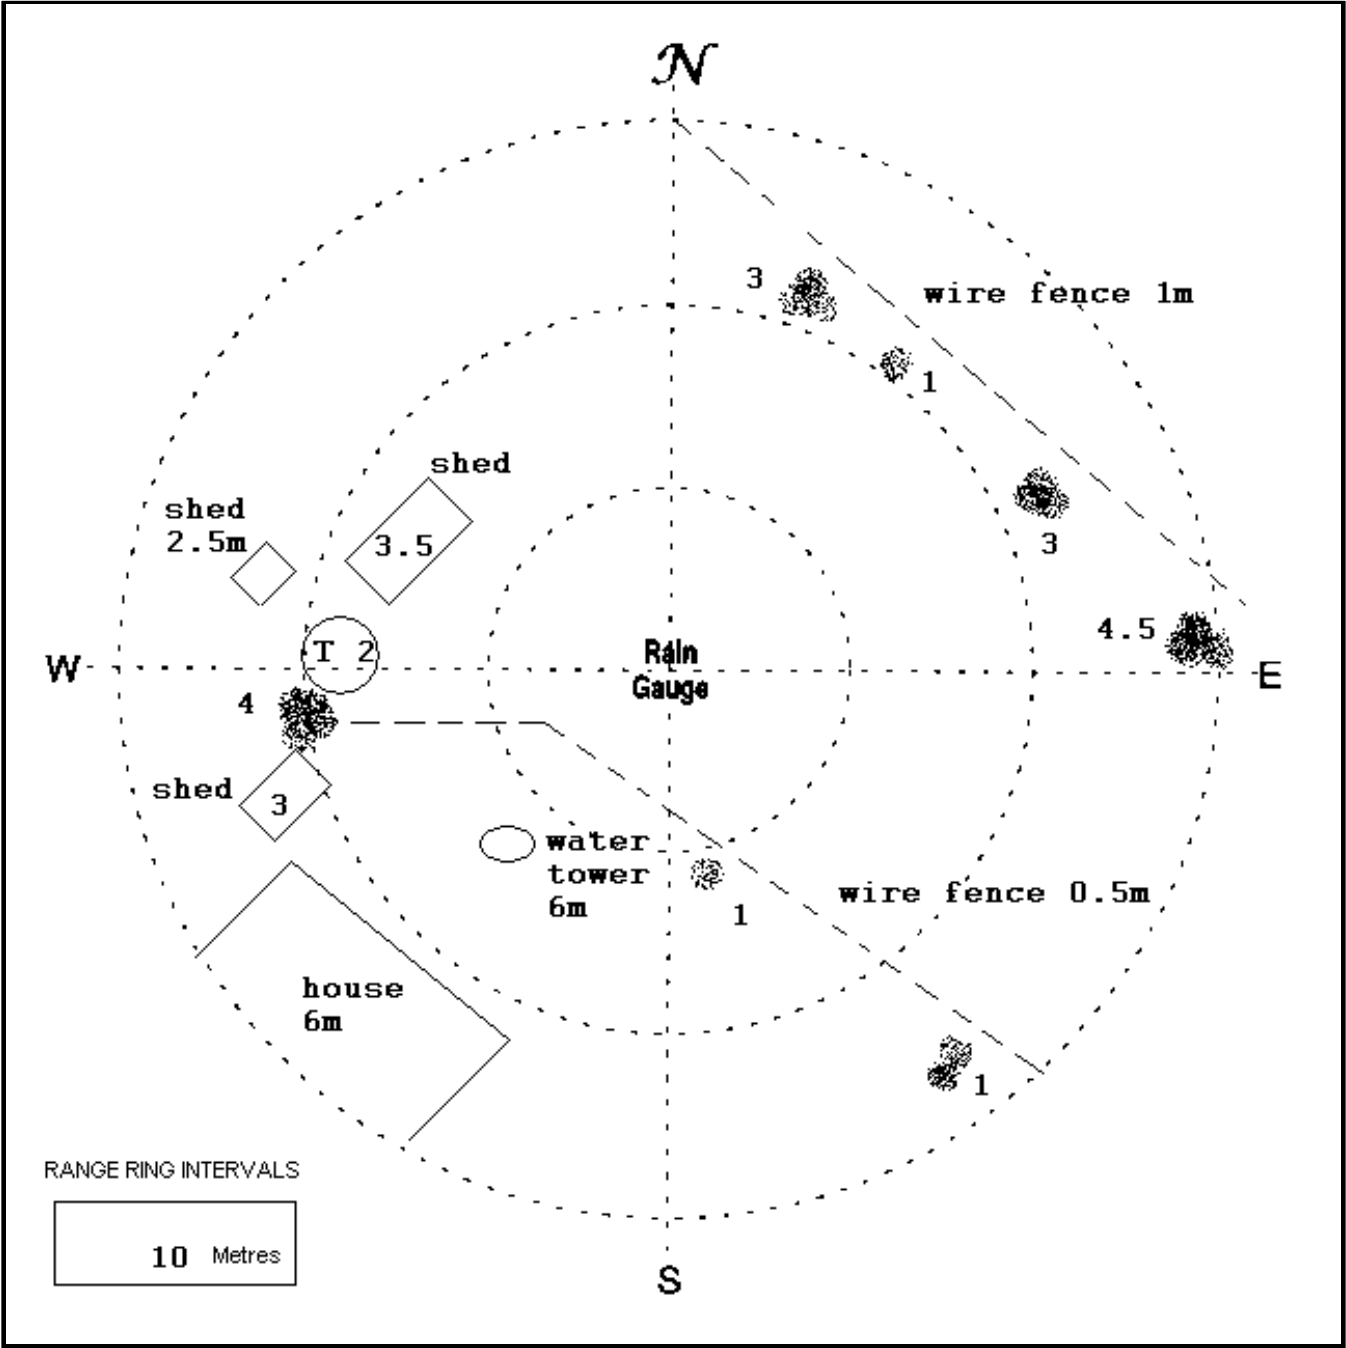 N
3
wire fence 1m
1
shed
shed
2.5m
3.5
3
4.5
T 2
Rain
Gauge
W
E
4
shed
3
water
tower
6m
wire fence 0.5m
1
house
6m
1
RANGE RING INTERVALS
10 Metres
S